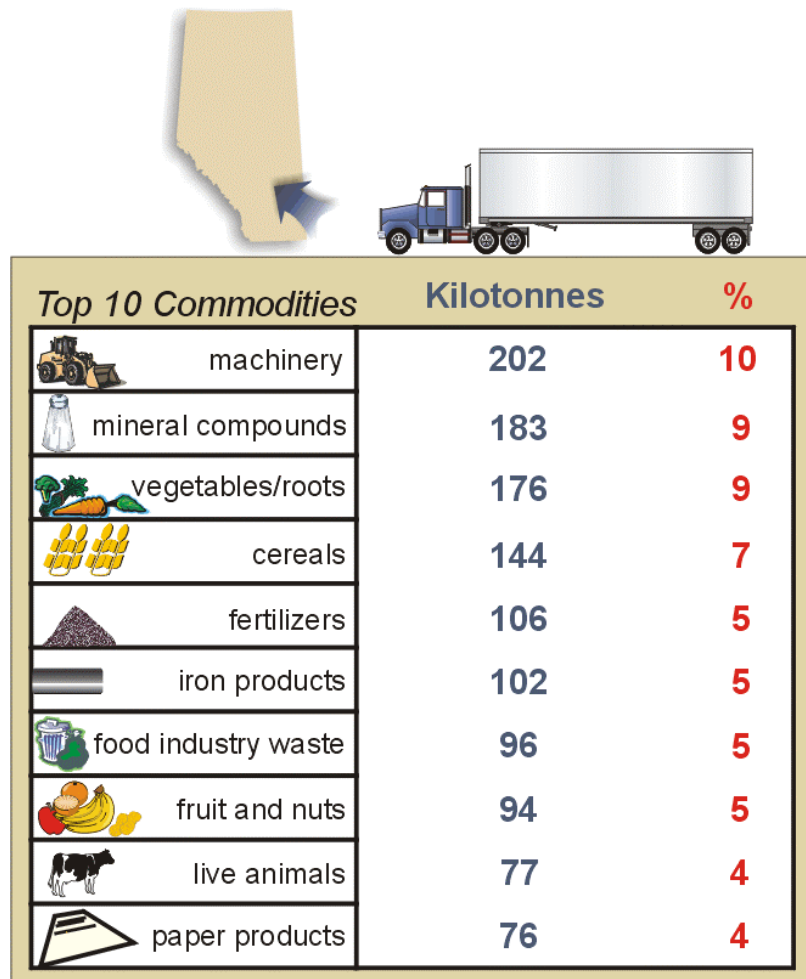 Top 10 Commodities Kilotonnes %
machinery 202 10
mineral compounds 183 9
vegetables/roots 176 9
cereals 144 7
fertilizers 106 5
iron products 102 5
food industry waste 96 5
fruit and nuts 94 5
live animals 77 4
paper products 76 4